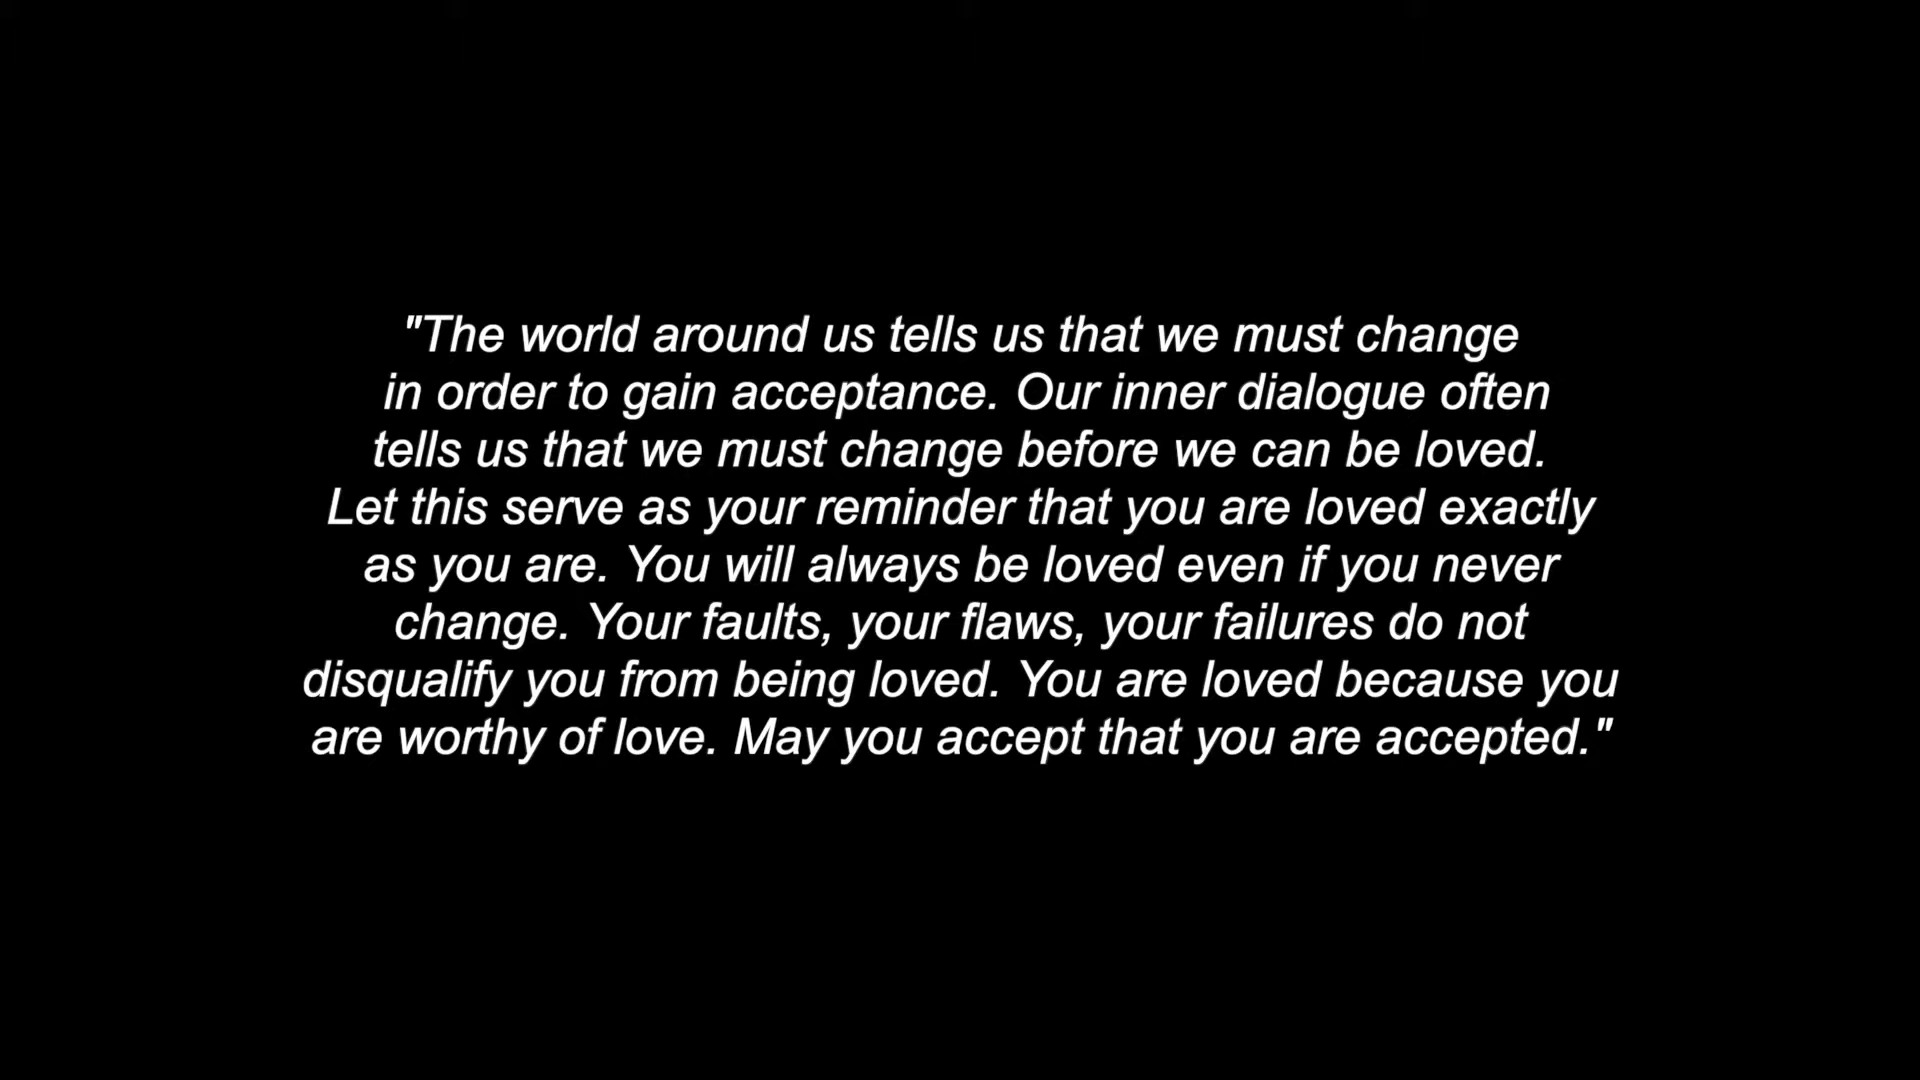 "The world around us tells us that we must change
in order to gain acceptance. Our inner dialogue often
tells us that we must change before we can be loved.
Let this serve as your reminder that you are loved exactly
as you are. You will always be loved even if you never
change. Your faults, your flaws, your failures do not
disqualify you from being loved. You are loved because you
are worthy of love. May you accept that you are accepted."